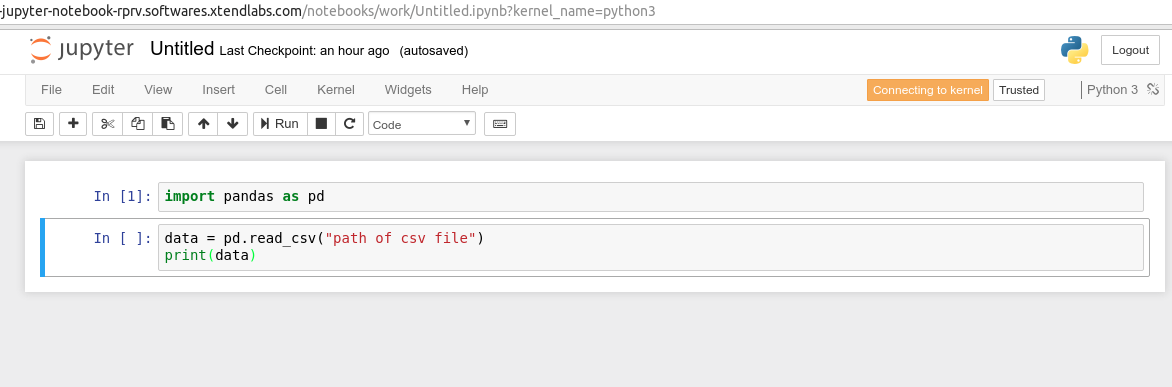 -jupyter-notebook-rprv.softwares.xtendlabs.com/notebooks/work/Untitled.ipynb?kernel_name=python3
jupyter Untitled Last Checkpoint: an hour ago (autosaved) Logout
File Edit View Insert Cell Kernel Widgets Help Connecting to kernel Trusted Python 3
Run Code
In [1]: import pandas as pd
In [ ]: data = pd.read_csv("path of csv file")
print(data)